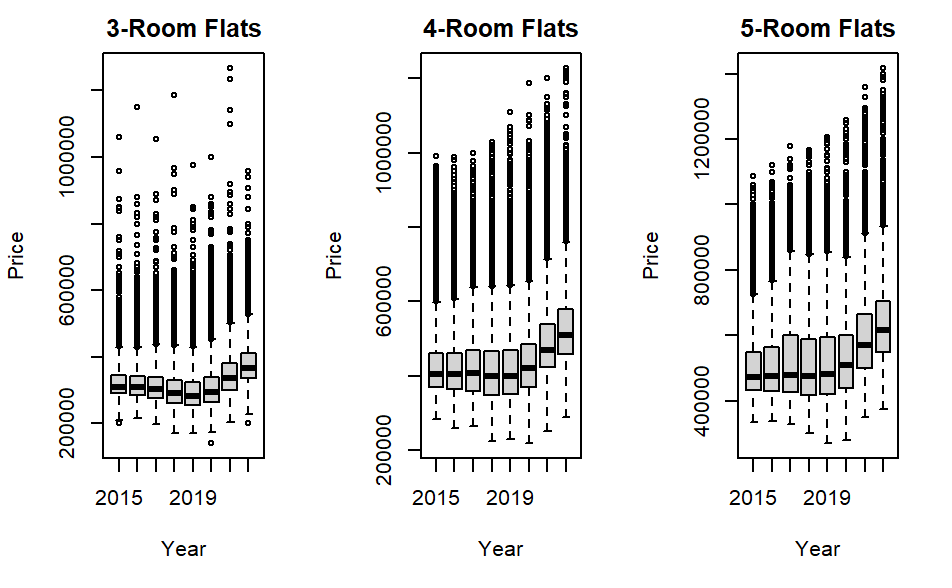 3-Room Flats
Price
200000
600000
1000000
2015
2019
Year
4-Room Flats
Price
200000
600000
1000000
2015
2019
Year
5-Room Flats
Price
400000
800000
1200000
2015
2019
Year